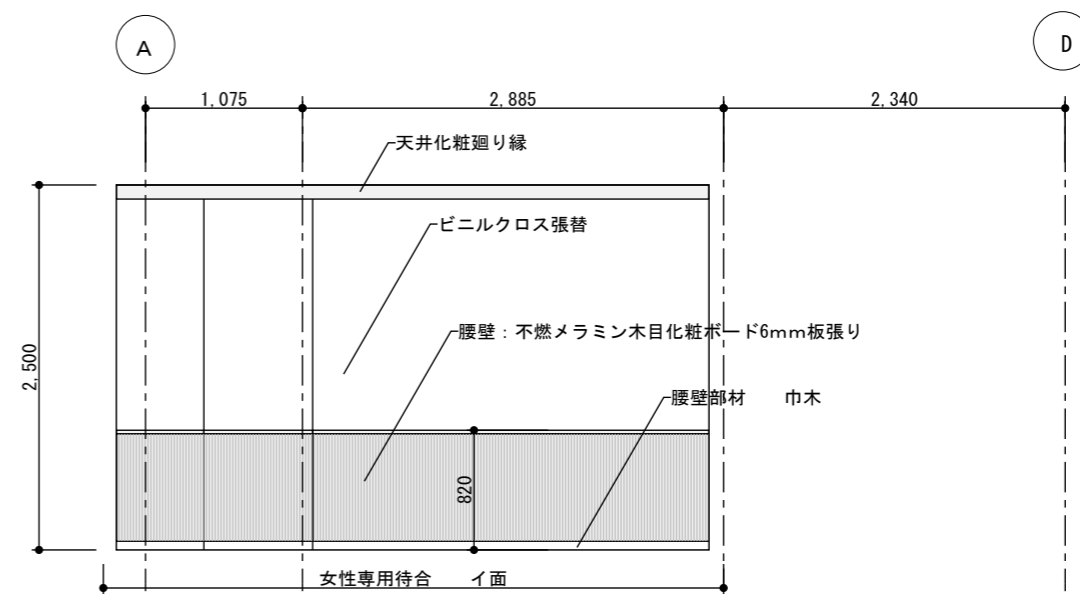 A
D
1,075
2,885
2,340
天井化粧廻り縁
ビニルクロス張替
腰壁：不燃メラミン木目化粧ボード6mm板張り
2,500
腰壁部材　巾木
820
女性専用待合　イ面